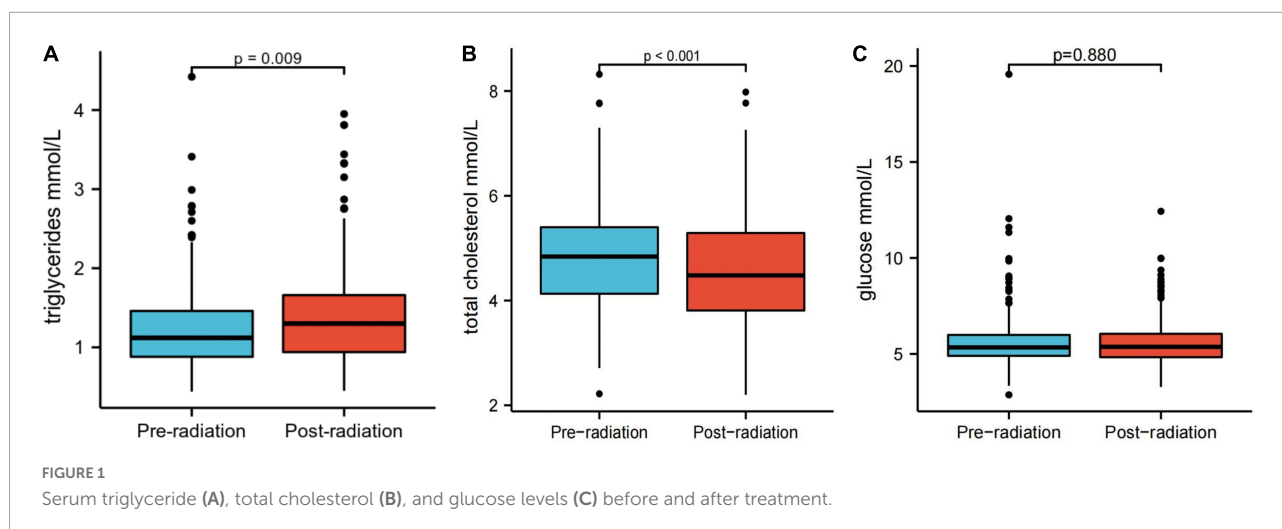 A
p = 0.009
triglycerides mmol/L
4
3
2
1
Pre-radiation Post-radiation
B
p < 0.001
total cholesterol mmol/L
8
6
4
2
Pre−radiation Post−radiation
C
p=0.880
glucose mmol/L
20
15
10
5
Pre−radiation Post−radiation
FIGURE 1
Serum triglyceride (A), total cholesterol (B), and glucose levels (C) before and after treatment.